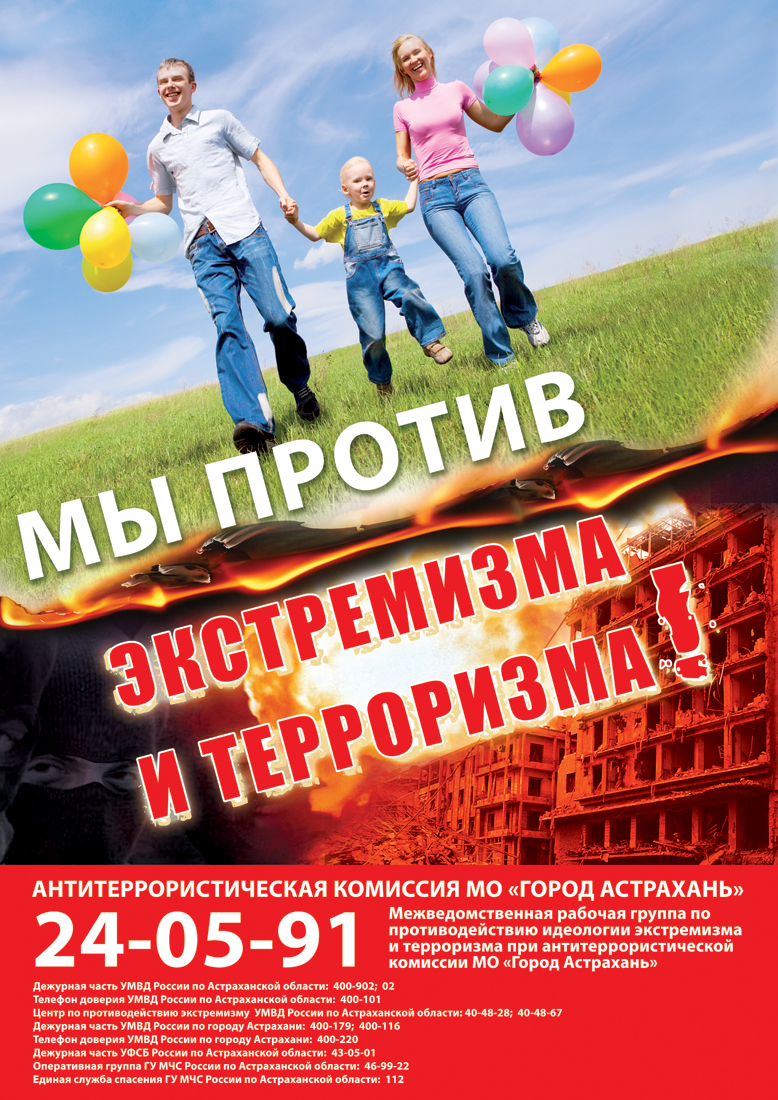 МЫ ПРОТИВ
ЭКСТРЕМИЗМА
И ТЕРРОРИЗМА!
АНТИТЕРРОРИСТИЧЕСКАЯ КОМИССИЯ МО «ГОРОД АСТРАХАНЬ»
24-05-91
Межведомственная рабочая группа по
противодействию идеологии экстремизма
и терроризма при антитеррористической
комиссии МО «Город Астрахань»
Дежурная часть УМВД России по Астраханской области: 400-902; 02
Телефон доверия УМВД России по Астраханской области: 400-101
Центр по противодействию экстремизму УМВД России по Астраханской области: 40-48-28; 40-48-67
Дежурная часть УМВД России по городу Астрахани: 400-179; 400-116
Телефон доверия УМВД России по городу Астрахани: 400-220
Дежурная часть УФСБ России по Астраханской области: 43-05-01
Оперативная группа ГУ МЧС России по Астраханской области: 46-99-22
Единая служба спасения ГУ МЧС России по Астраханской области: 112